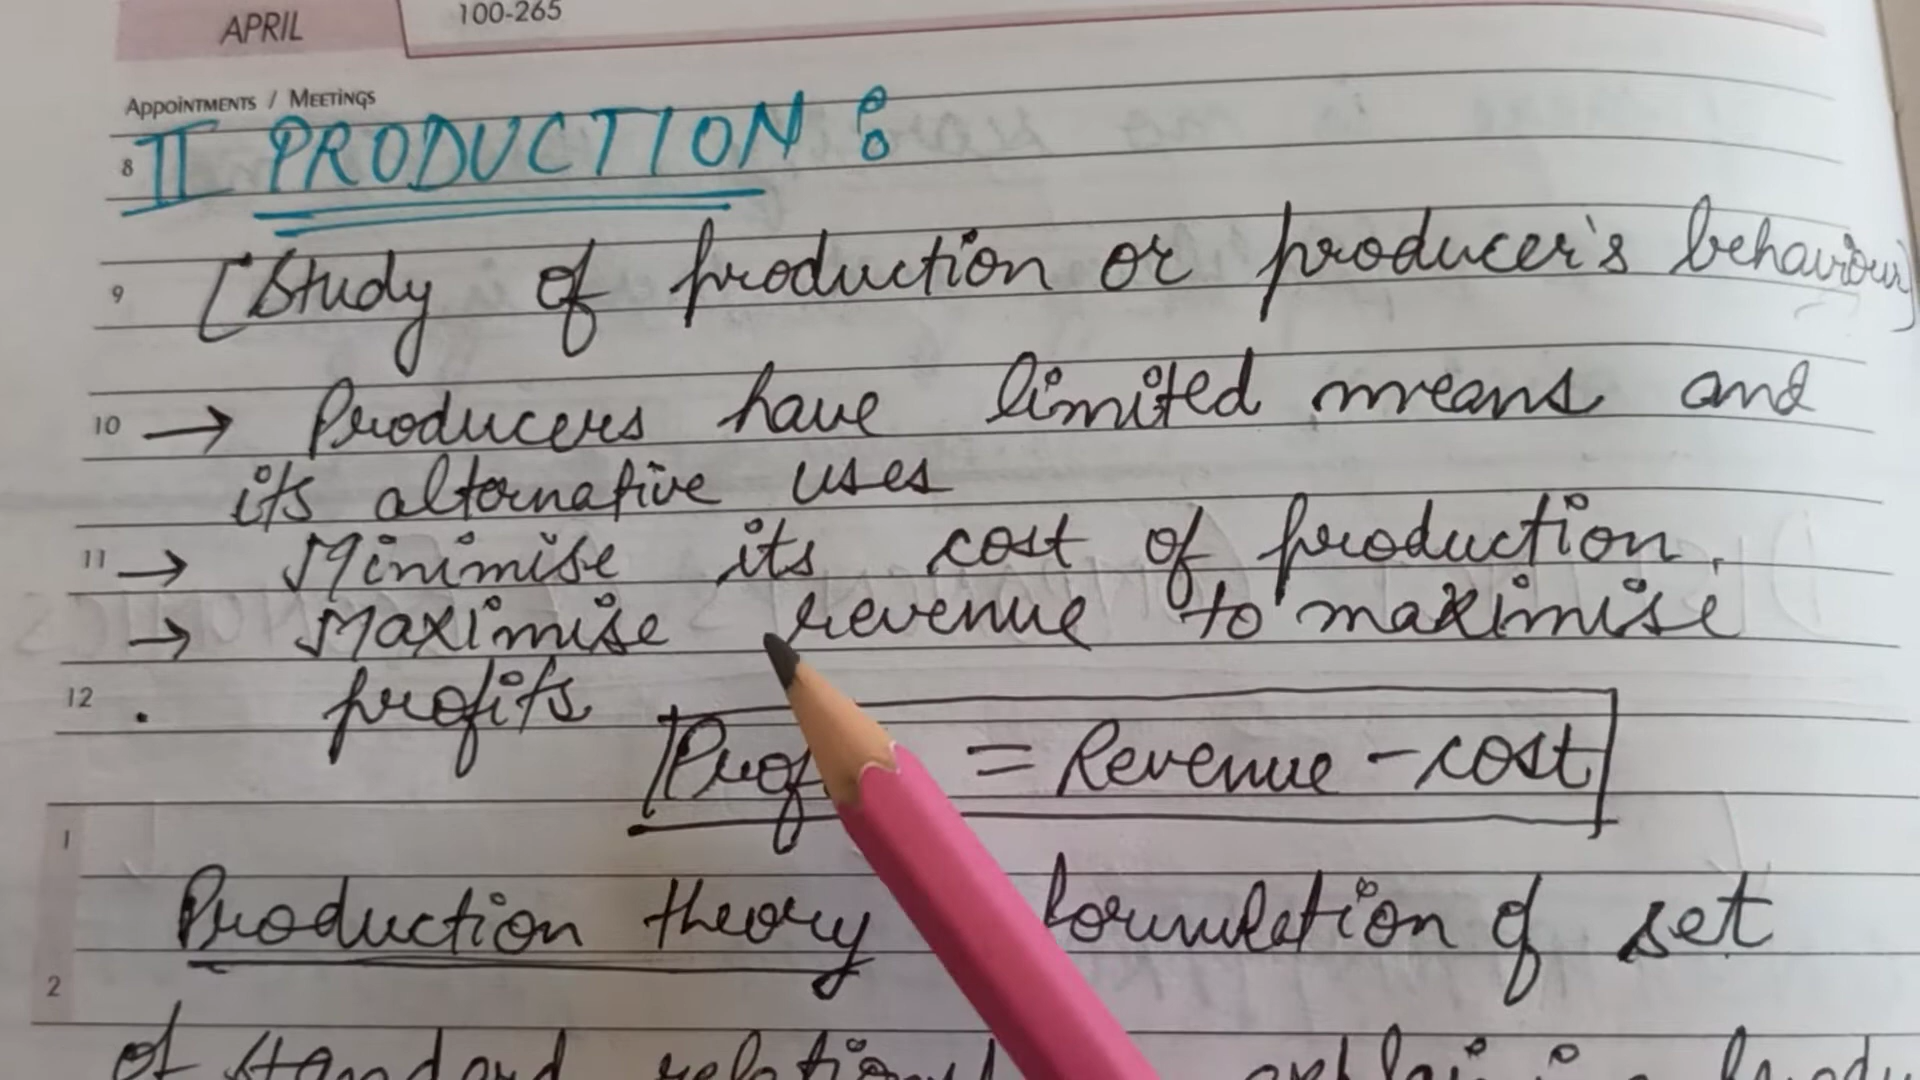 APRIL
100-265
APPOINTMENTS / MEETINGS
8 II PRODUCTION :
9 [Study of production or producer's behaviour]
10 → Producers have limited means and
its alternative uses
11 → Minimise its cost of production.
→ Maximise revenue to maximise
12 . profits
= Revenue - cost
1
Production theory formulation of set
2
of standard